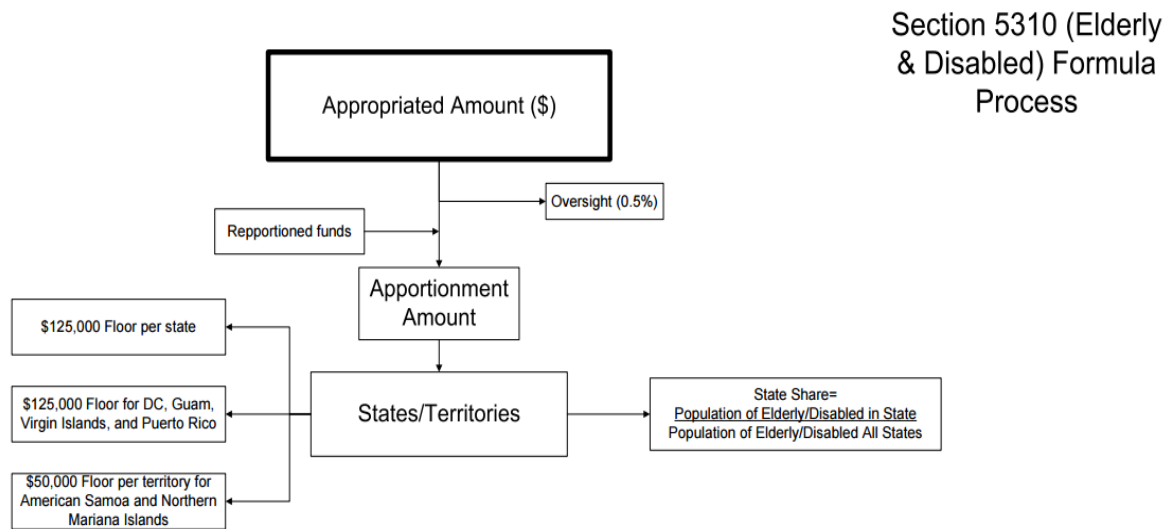 Section 5310 (Elderly
& Disabled) Formula
Process
Appropriated Amount ($)
Oversight (0.5%)
Repportioned funds
Apportionment
Amount
$125,000 Floor per state
$125,000 Floor for DC, Guam,
Virgin Islands, and Puerto Rico
States/Territories
State Share=
Population of Elderly/Disabled in State
Population of Elderly/Disabled All States
$50,000 Floor per territory for
American Samoa and Northern
Mariana Islands